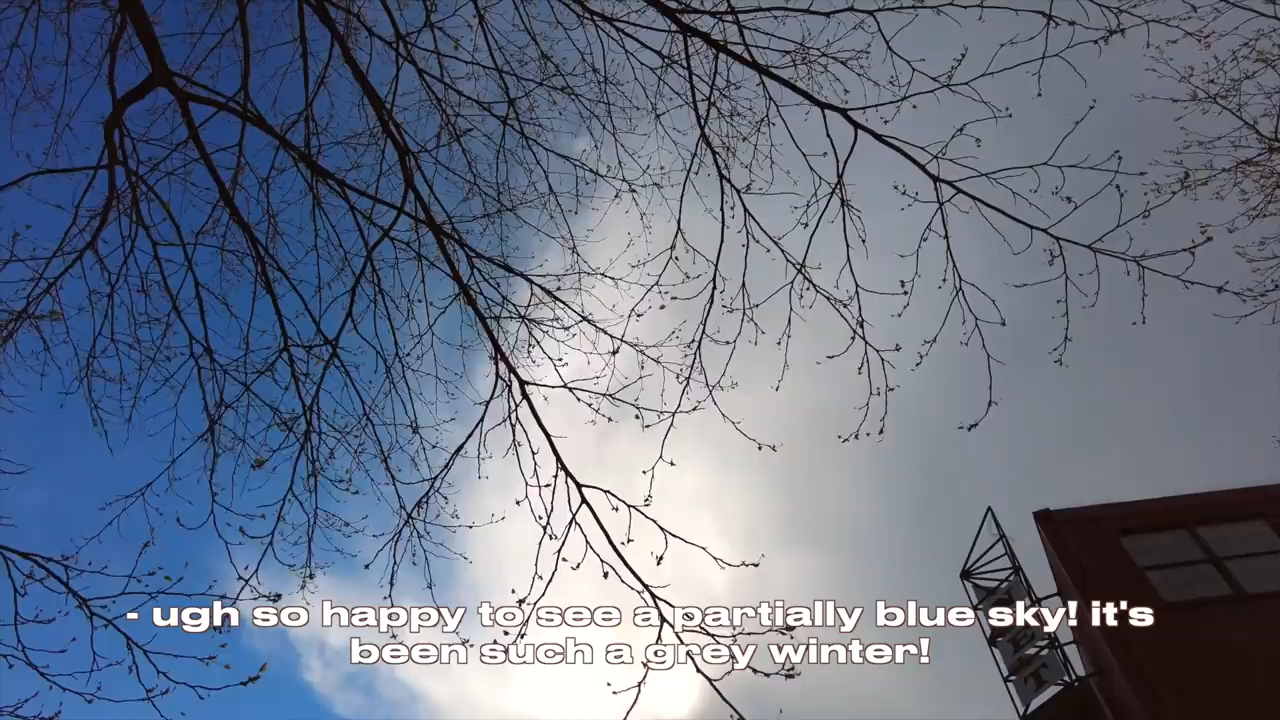 - ugh so happy to see a partially blue sky! it's
been such a grey winter!